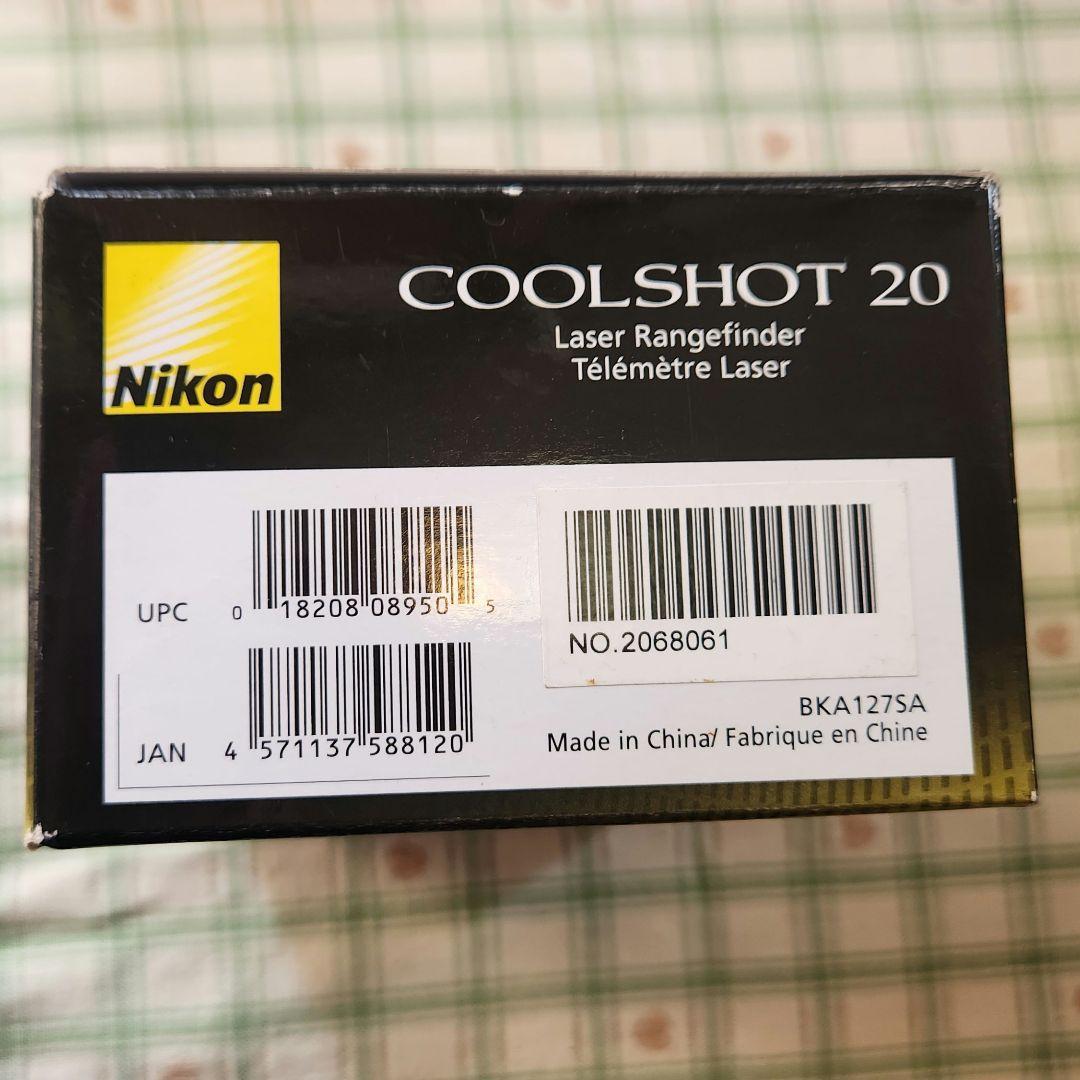 Nikon
COOLSHOT 20
Laser Rangefinder
Télémètre Laser
UPC 0 18208 08950 5
NO.2068061
JAN 4 571137 588120
BKA127SA
Made in China/ Fabrique en Chine